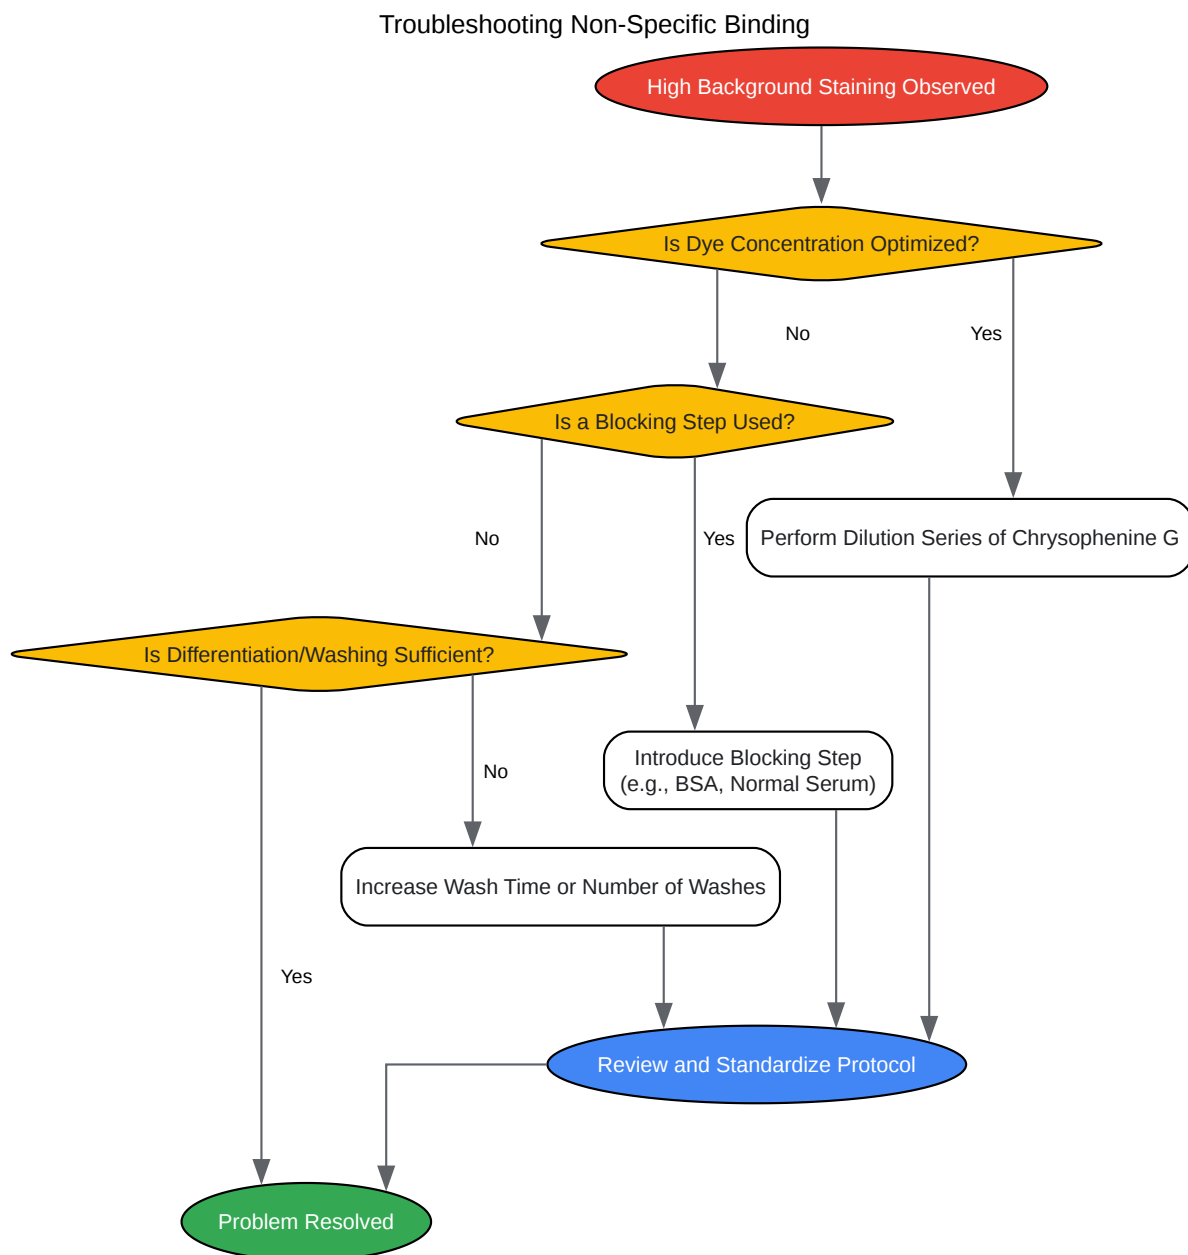 Troubleshooting Non-Specific Binding
High Background Staining Observed
Is Dye Concentration Optimized?
No
Yes
Is a Blocking Step Used?
No
Yes
Perform Dilution Series of Chrysophenine G
Is Differentiation/Washing Sufficient?
Introduce Blocking Step
(e.g., BSA, Normal Serum)
No
Increase Wash Time or Number of Washes
Yes
Review and Standardize Protocol
Problem Resolved